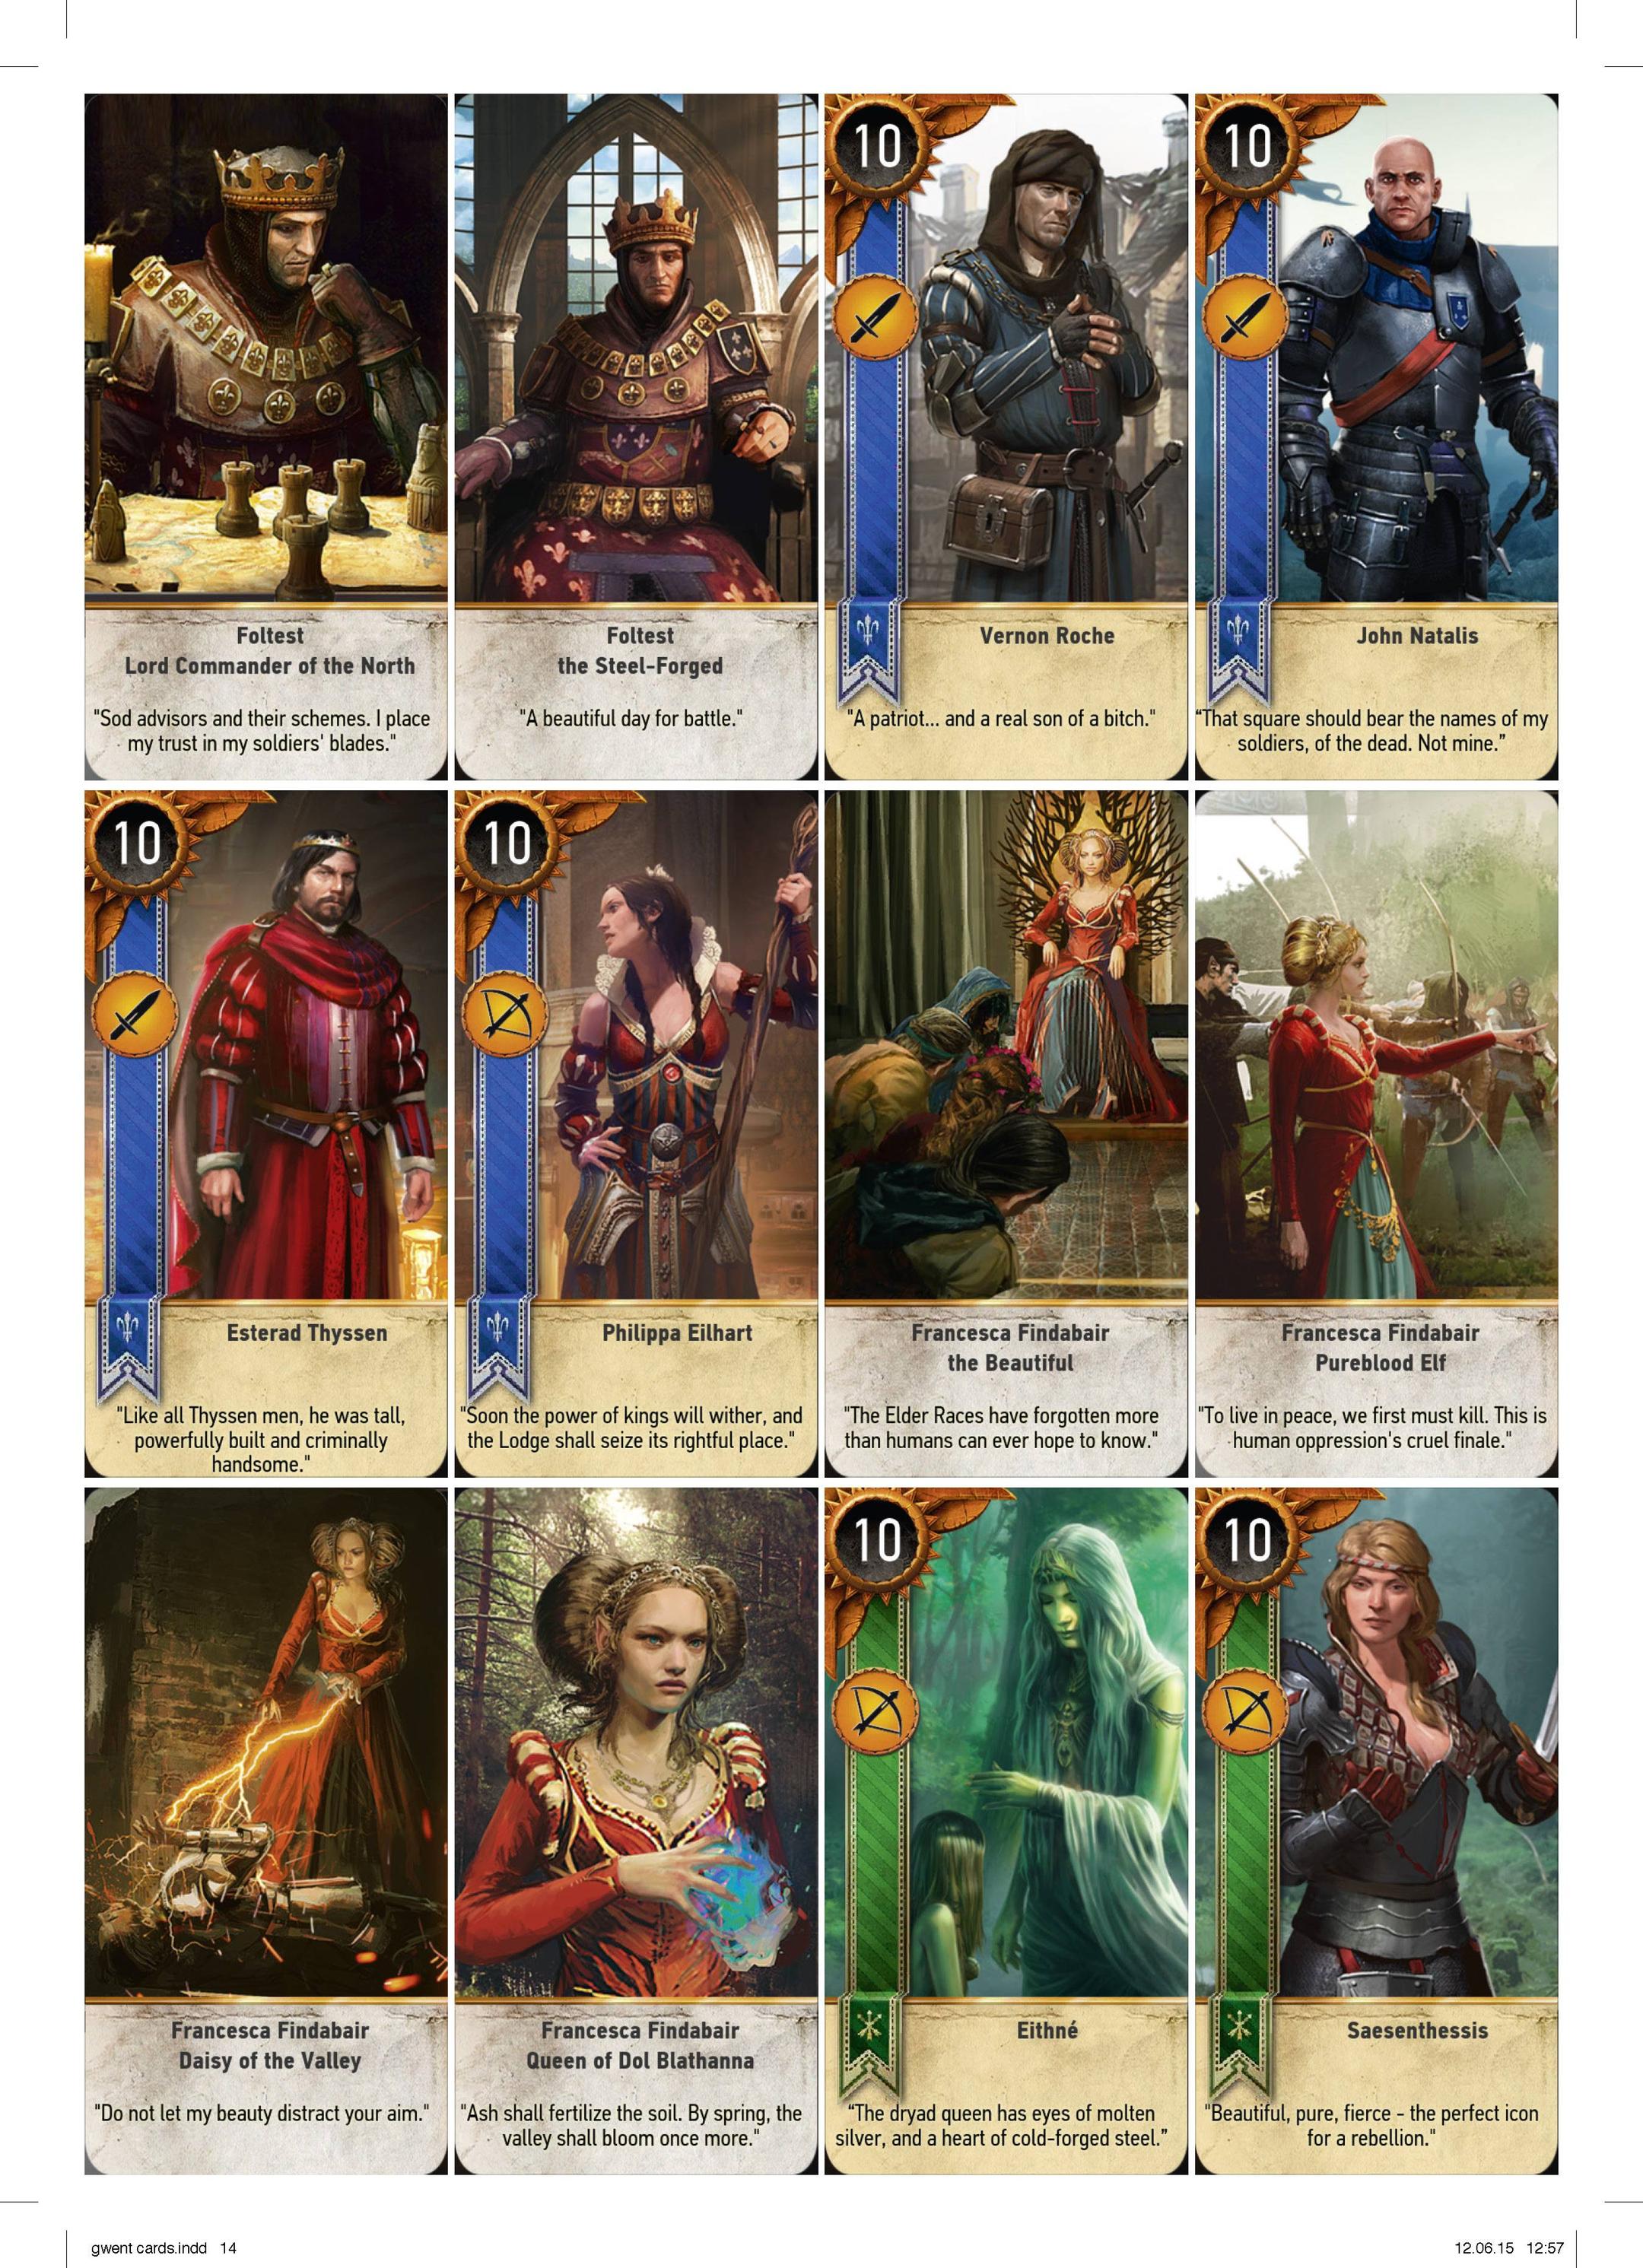 10
10
Foltest
Lord Commander of the North
"Sod advisors and their schemes. I place
my trust in my soldiers' blades."
Foltest
the Steel-Forged
"A beautiful day for battle."
Vernon Roche
"A patriot... and a real son of a bitch."
John Natalis
“That square should bear the names of my
soldiers, of the dead. Not mine.”
10
10
Esterad Thyssen
"Like all Thyssen men, he was tall,
powerfully built and criminally
handsome."
Philippa Eilhart
"Soon the power of kings will wither, and
the Lodge shall seize its rightful place."
Francesca Findabair
the Beautiful
"The Elder Races have forgotten more
than humans can ever hope to know."
Francesca Findabair
Pureblood Elf
"To live in peace, we first must kill. This is
human oppression's cruel finale."
10
10
Francesca Findabair
Daisy of the Valley
"Do not let my beauty distract your aim."
Francesca Findabair
Queen of Dol Blathanna
"Ash shall fertilize the soil. By spring, the
valley shall bloom once more."
Eithné
“The dryad queen has eyes of molten
silver, and a heart of cold-forged steel.”
Saesenthessis
"Beautiful, pure, fierce - the perfect icon
for a rebellion."
gwent cards.indd 14
12.06.15 12:57